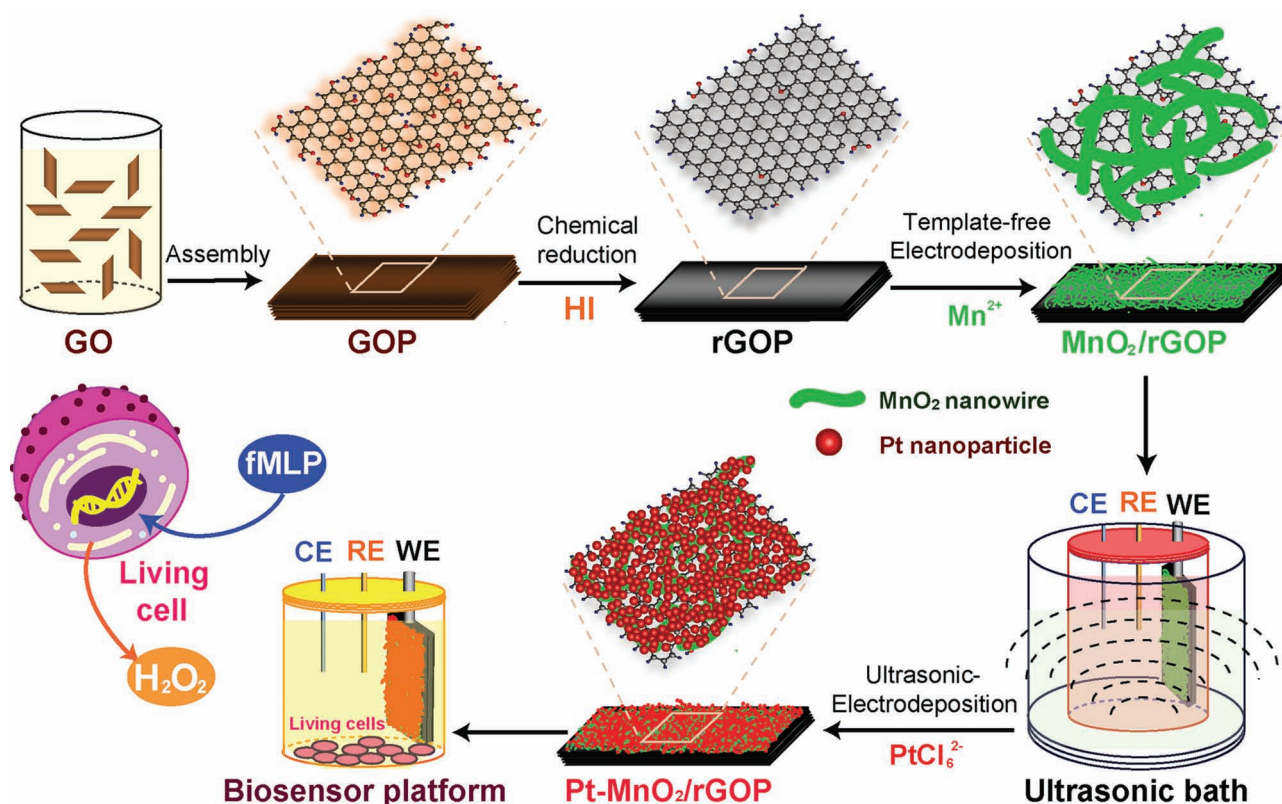 Assembly
Chemical
reduction
HI
Template-free
Electrodeposition
Mn²⁺
GO
GOP
rGOP
MnO₂/rGOP
MnO₂ nanowire
Pt nanoparticle
fMLP
Living
cell
H₂O₂
CE RE WE
Living cells
Biosensor platform
Pt-MnO₂/rGOP
Ultrasonic-
Electrodeposition
PtCl₆²⁻
CE RE WE
Ultrasonic bath